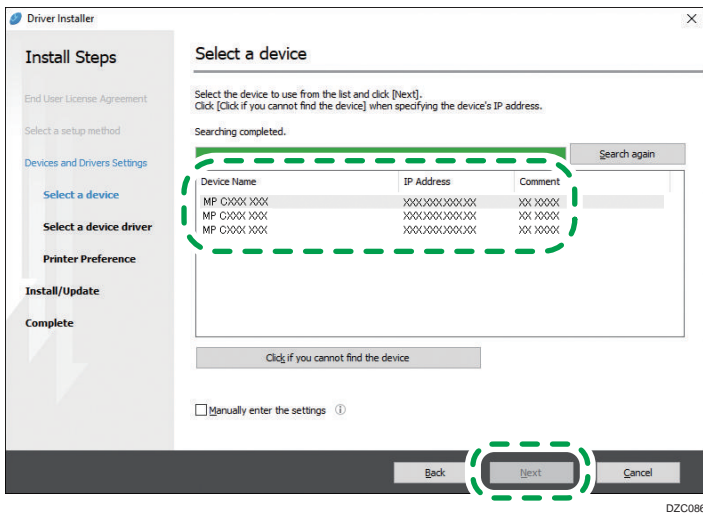 Driver Installer
Install Steps
End User License Agreement
Select a setup method
Devices and Drivers Settings
Select a device
Select a device driver
Printer Preference
Install/Update
Complete
Select a device
Select the device to use from the list and click [Next].
Click [Click if you cannot find the device] when specifying the device's IP address.
Searching completed.
Search again
Device Name IP Address Comment
MP CXXX XXX XXX.XXX.XXX.XX XX XXXX
MP CXXX XXX XXX.XXX.XXX.XX XX XXXX
MP CXXX XXX XXX.XXX.XXX.XX XX XXXX
Click if you cannot find the device
Manually enter the settings
Back Next Cancel
DZC086